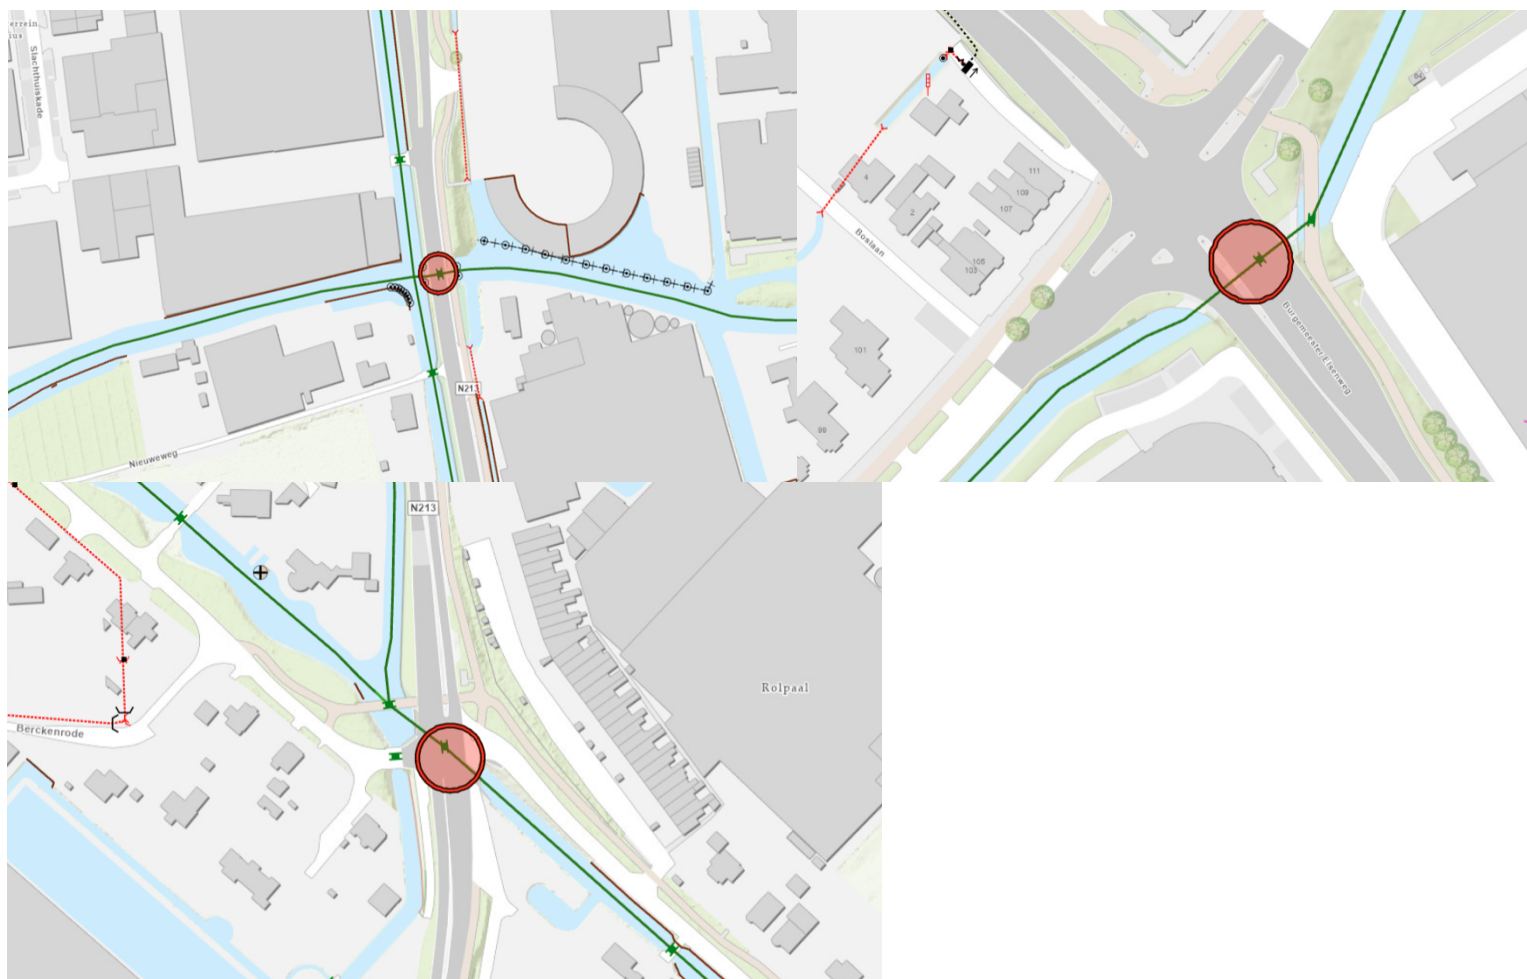 Slachthuiskade
N213
Nieuweweg
4
2
111
109
107
105
103
101
99
Boslaan
Burgemeester Elsenweg
N213
Berckenrode
Rolpaal